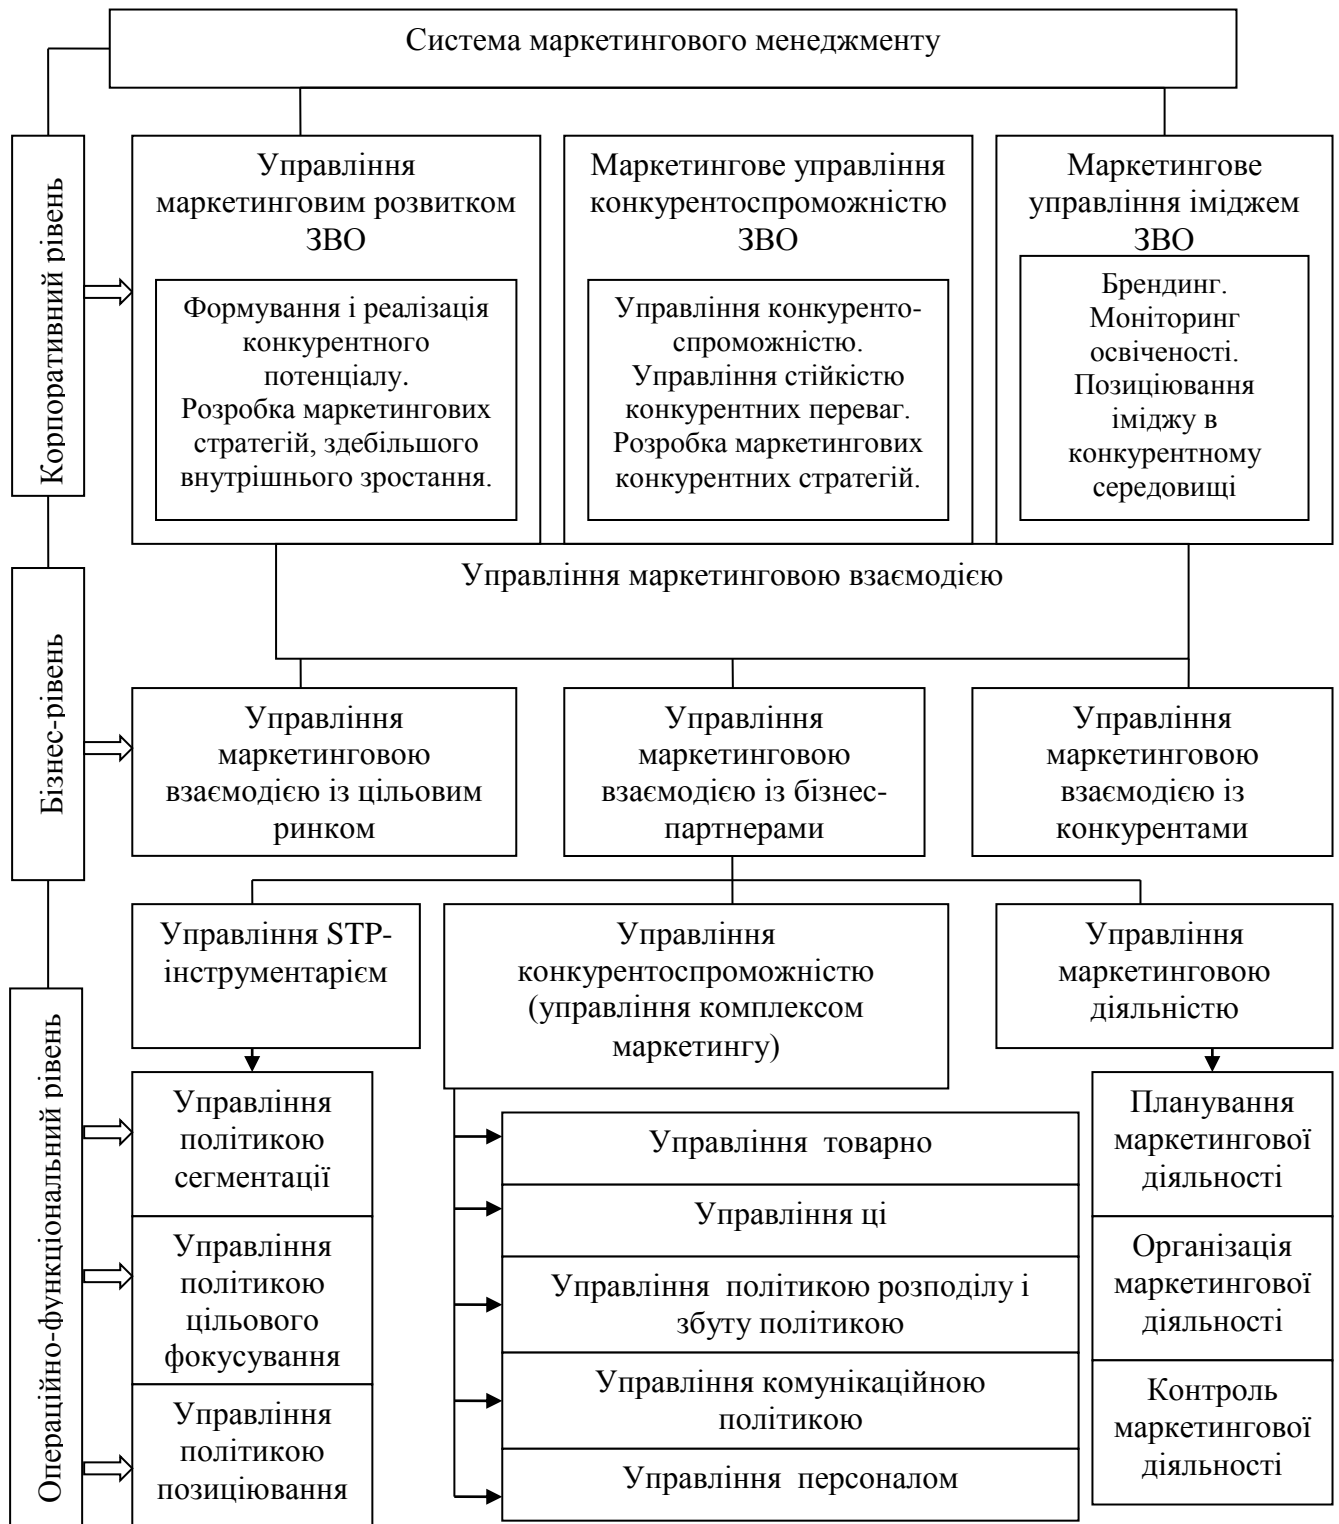 Система маркетингового менеджменту
Корпоративний рівень
Управління
маркетинговим розвитком
ЗВО
Формування і реалізація
конкурентного
потенціалу.
Розробка маркетингових
стратегій, здебільшого
внутрішнього зростання.
Маркетингове управління
конкурентоспроможністю
ЗВО
Управління конкуренто-
спроможністю.
Управління стійкістю
конкурентних переваг.
Розробка маркетингових
конкурентних стратегій.
Маркетингове
управління іміджем
ЗВО
Брендинг.
Моніторинг
освіченості.
Позиціювання
іміджу в
конкурентному
середовищі
Управління маркетинговою взаємодією
Бізнес-рівень
Управління
маркетинговою
взаємодією із цільовим
ринком
Управління
маркетинговою
взаємодією із бізнес-
партнерами
Управління
маркетинговою
взаємодією із
конкурентами
Операційно-функціональний рівень
Управління STP-
інструментарієм
Управління
політикою
сегментації
Управління
політикою
цільового
фокусування
Управління
політикою
позиціювання
Управління
конкурентоспроможністю
(управління комплексом
маркетингу)
Управління товарно
Управління ці
Управління політикою розподілу і
збуту політикою
Управління комунікаційною
політикою
Управління персоналом
Управління
маркетинговою
діяльністю
Планування
маркетингової
діяльності
Організація
маркетингової
діяльності
Контроль
маркетингової
діяльності